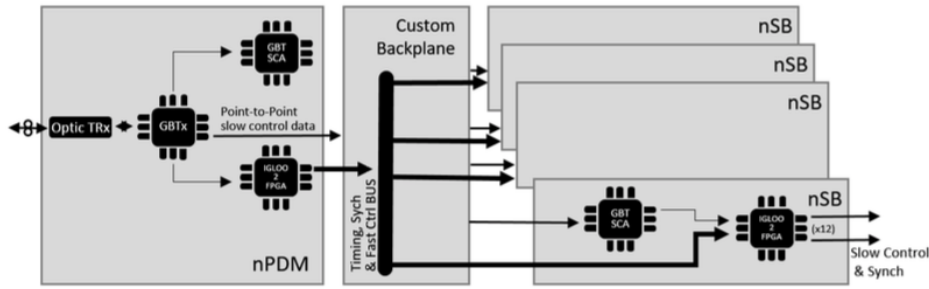 Optic TRx
GBTx
GBT
SCA
Point-to-Point
slow control data
IGLOO
2
FPGA
nPDM
Custom
Backplane
Timing, Sych
& Fast Ctrl BUS
nSB
nSB
nSB
nSB
GBT
SCA
IGLOO
2
FPGA
(x12)
Slow Control
& Synch